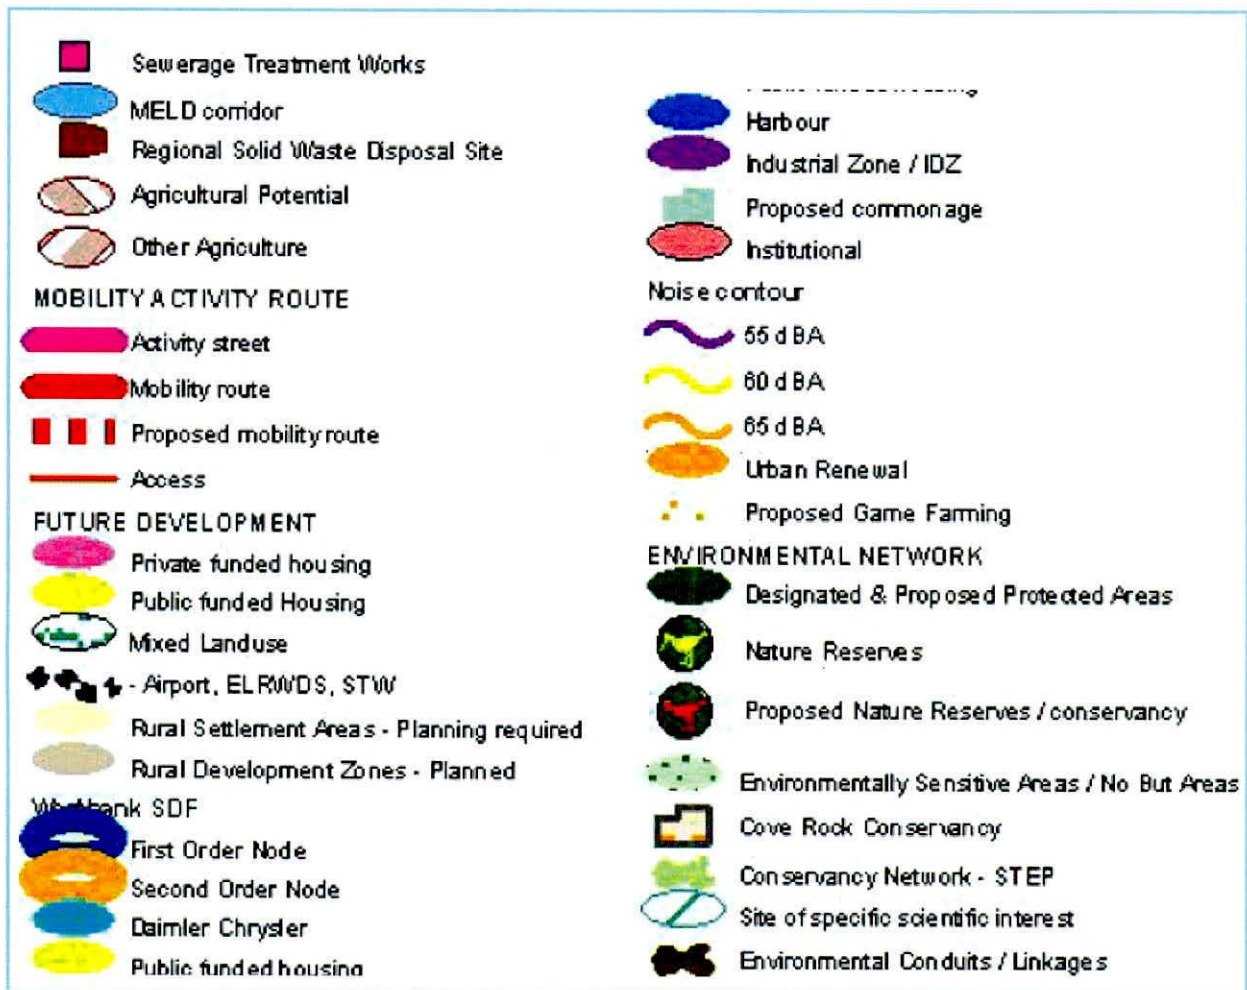 Sewerage Treatment Works
MELD corridor
Regional Solid Waste Disposal Site
Agricultural Potential
Other Agriculture
MOBILITY ACTIVITY ROUTE
Activity street
Mobility route
Proposed mobility route
Access
FUTURE DEVELOPMENT
Private funded housing
Public funded Housing
Mixed Landuse
- Airport, ELRWDS, STW
Rural Settlement Areas - Planning required
Rural Development Zones - Planned
SDF
First Order Node
Second Order Node
Daimler Chrysler
Public funded housing
Harbour
Industrial Zone / IDZ
Proposed commonage
Institutional
Noise contour
55 dBA
60 dBA
65 dBA
Urban Renewal
Proposed Game Farming
ENVIRONMENTAL NETWORK
Designated & Proposed Protected Areas
Nature Reserves
Proposed Nature Reserves / conservancy
Environmentally Sensitive Areas / No But Areas
Cove Rock Conservancy
Conservancy Network - STEP
Site of specific scientific interest
Environmental Conduits / Linkages